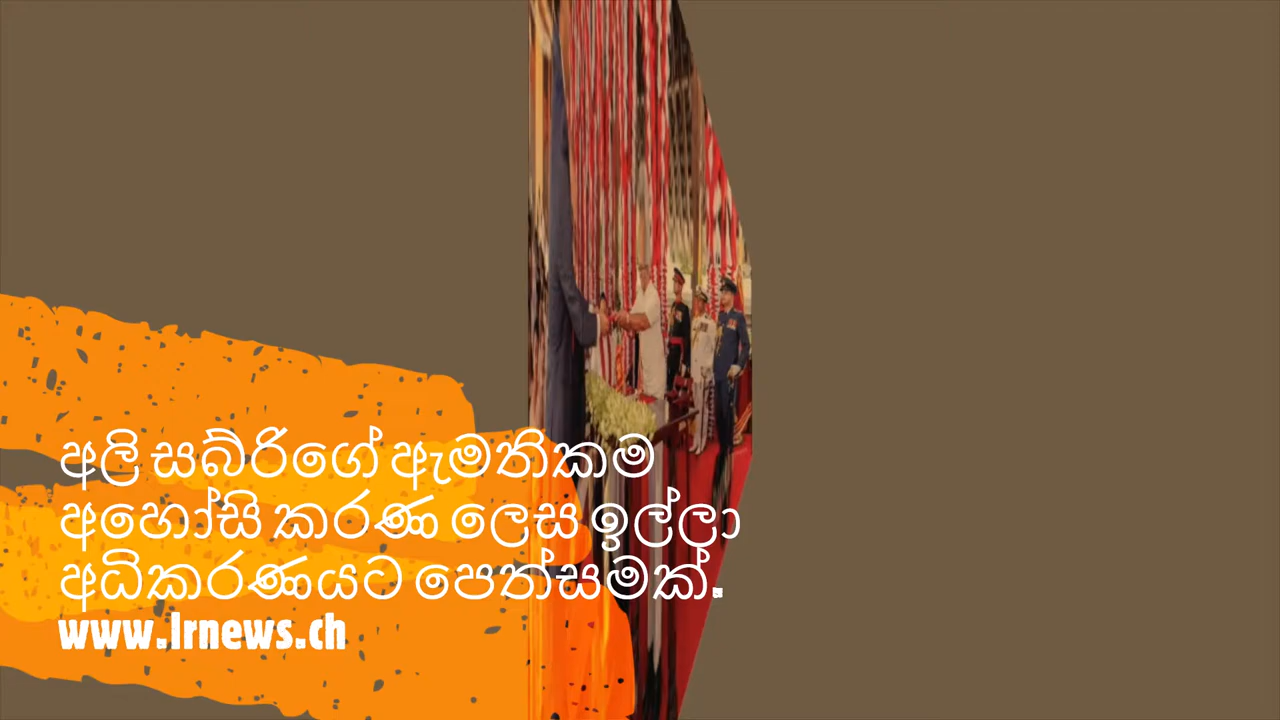 අලි සබ්රිගේ ඇමතිකම
අහෝසි කරණ ලෙස ඉල්ලා
අධිකරණයට පෙත්සමක්.
www.lrnews.ch